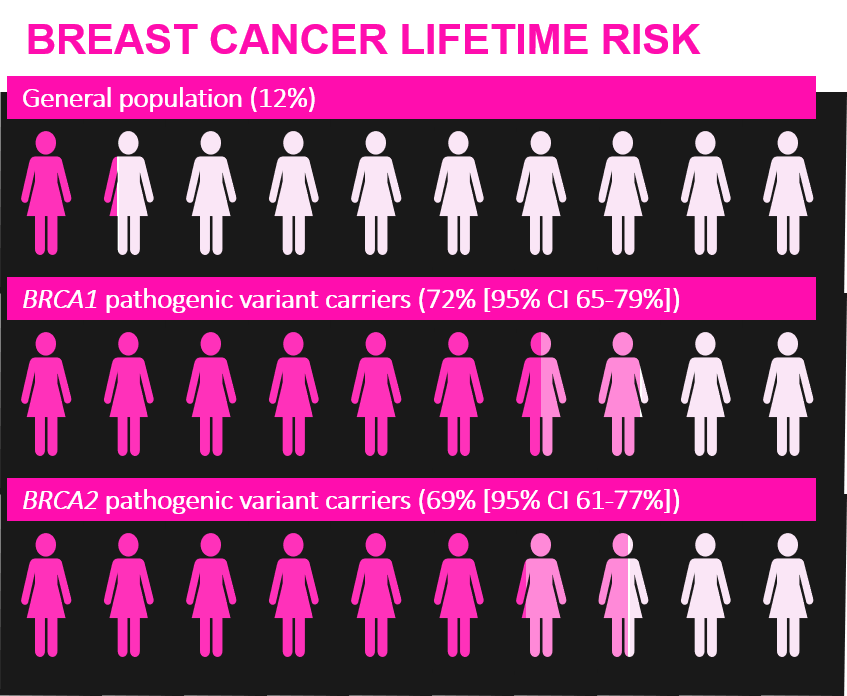 BREAST CANCER LIFETIME RISK
General population (12%)
BRCA1 pathogenic variant carriers (72% [95% CI 65-79%])
BRCA2 pathogenic variant carriers (69% [95% CI 61-77%])